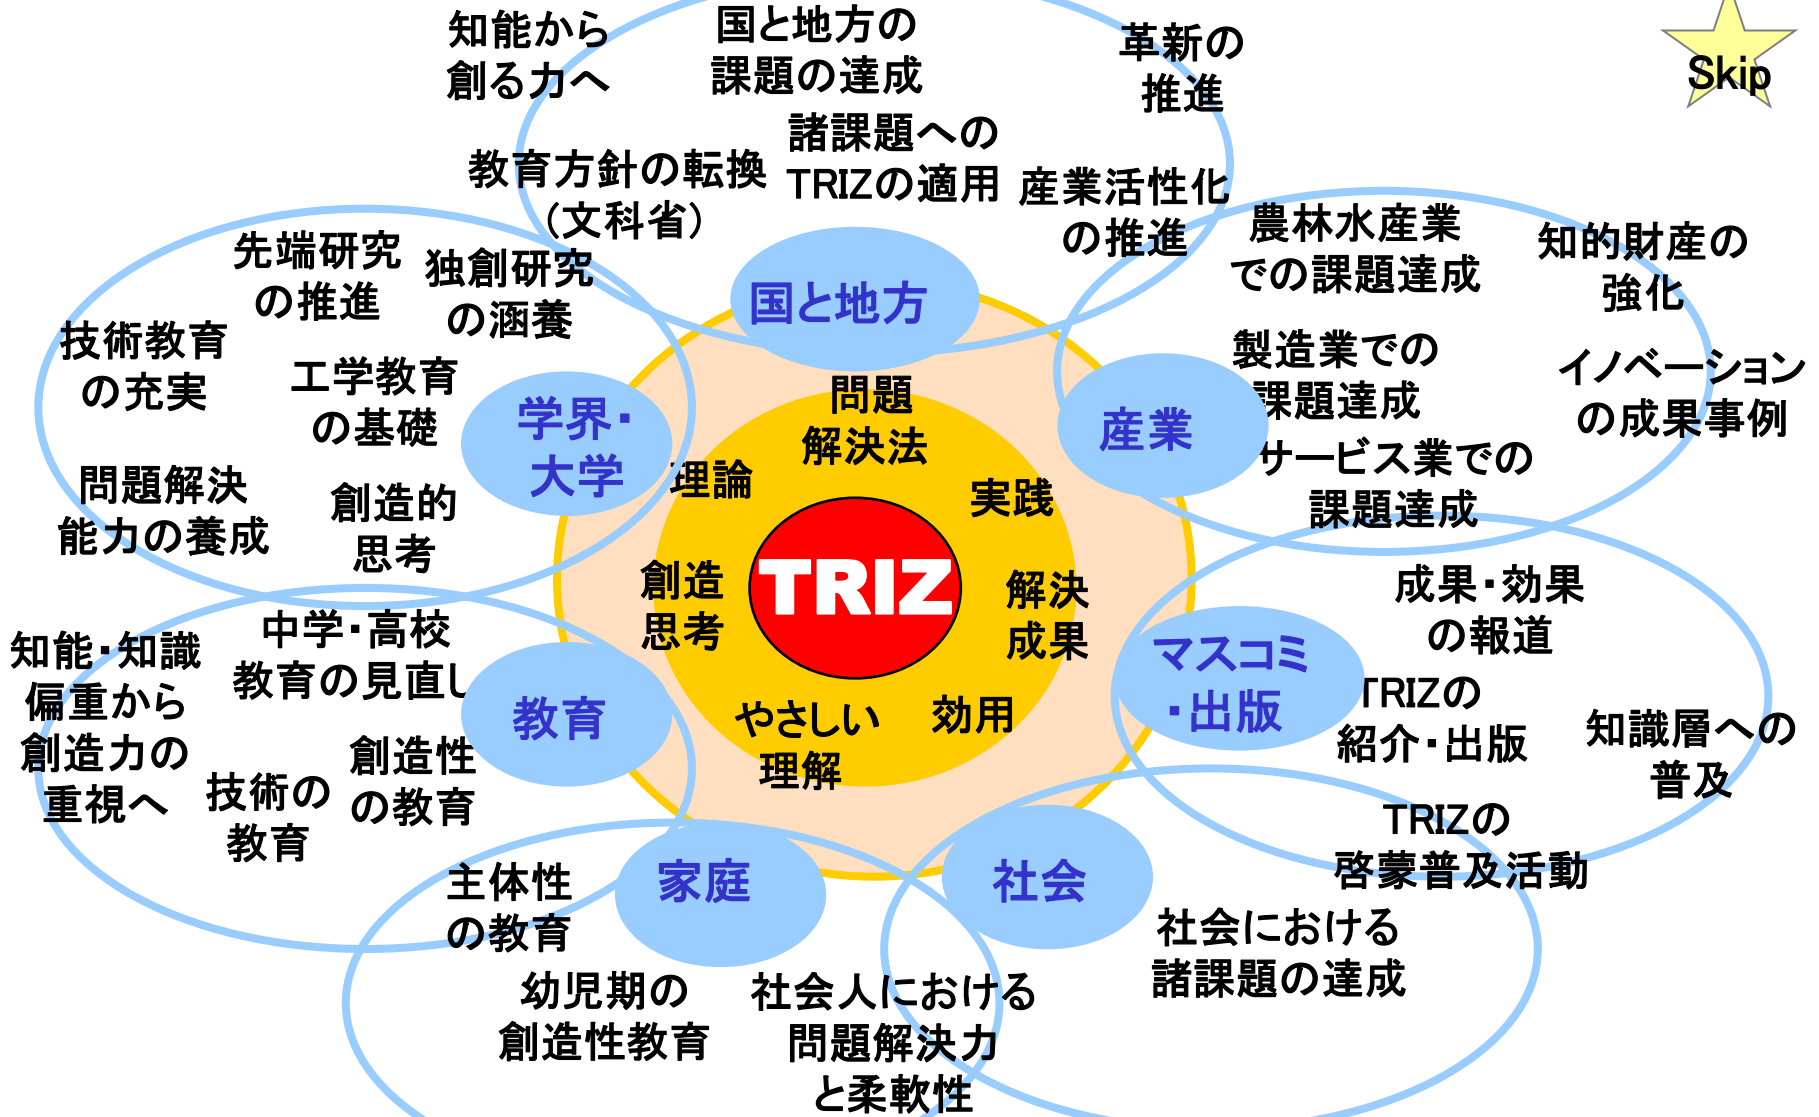 知能から
創る力へ
国と地方の
課題の達成
革新の
推進
Skip
諸課題への
TRIZの適用
教育方針の転換
（文科省）
産業活性化
の推進
国と地方
農林水産業
での課題達成
知的財産の
強化
製造業での
課題達成
イノベーション
の成果事例
サービス業での
課題達成
産業
先端研究
の推進
独創研究
の涵養
技術教育
の充実
工学教育
の基礎
学界・
大学
問題解決
能力の養成
創造的
思考
問題
解決法
理論
実践
創造
思考
TRIZ
解決
成果
やさしい
理解
効用
成果・効果
の報道
マスコミ
・出版
TRIZの
紹介・出版
知識層への
普及
TRIZの
啓蒙普及活動
中学・高校
教育の見直し
知能・知識
偏重から
創造力の
重視へ
教育
創造性
の教育
技術の
教育
家庭
主体性
の教育
幼児期の
創造性教育
社会人における
問題解決力
と柔軟性
社会
社会における
諸課題の達成